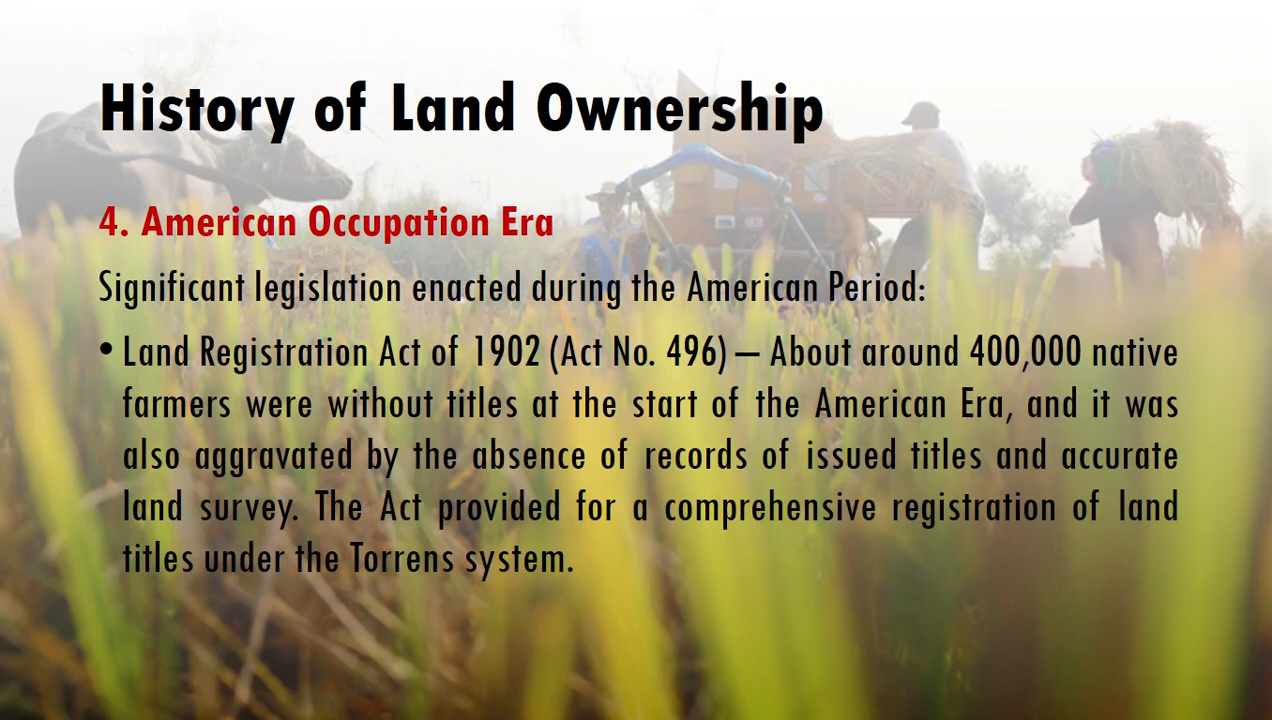 History of Land Ownership
4. American Occupation Era
Significant legislation enacted during the American Period:
• Land Registration Act of 1902 (Act No. 496) – About around 400,000 native
farmers were without titles at the start of the American Era, and it was
also aggravated by the absence of records of issued titles and accurate
land survey. The Act provided for a comprehensive registration of land
titles under the Torrens system.